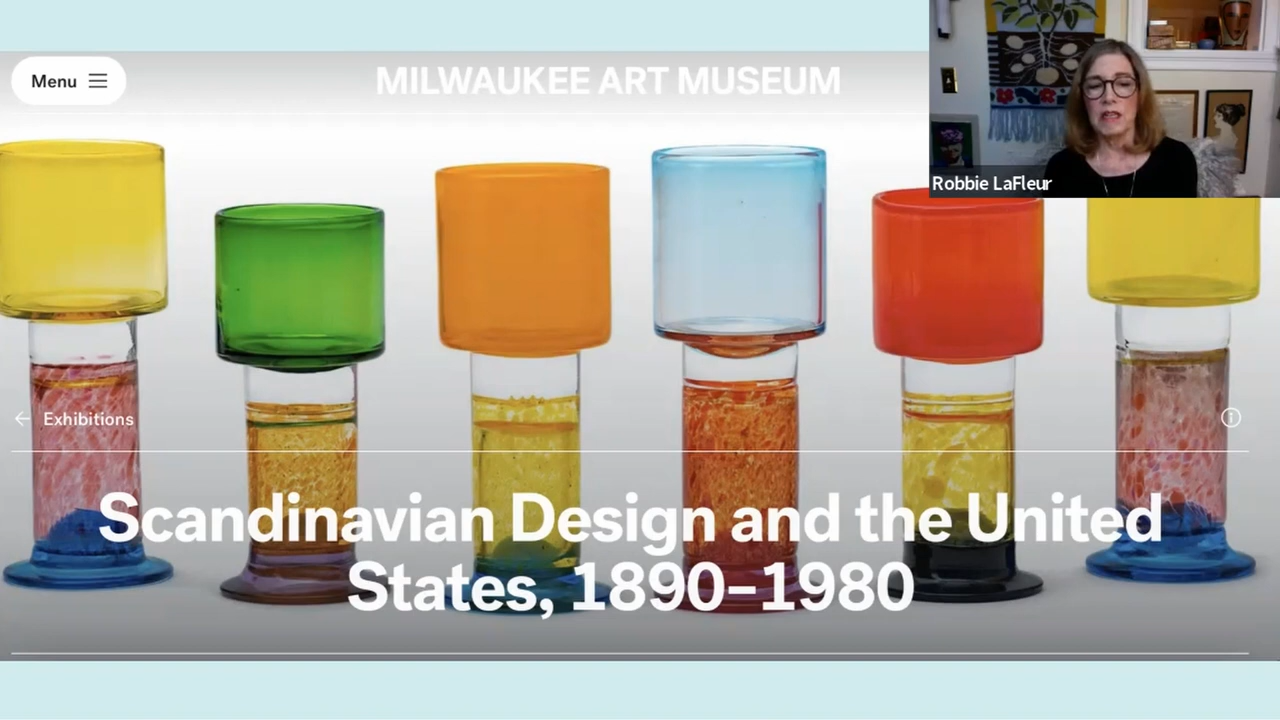 Menu
MILWAUKEE ART MUSEUM
Robbie LaFleur
Exhibitions
Scandinavian Design and the United
States, 1890–1980